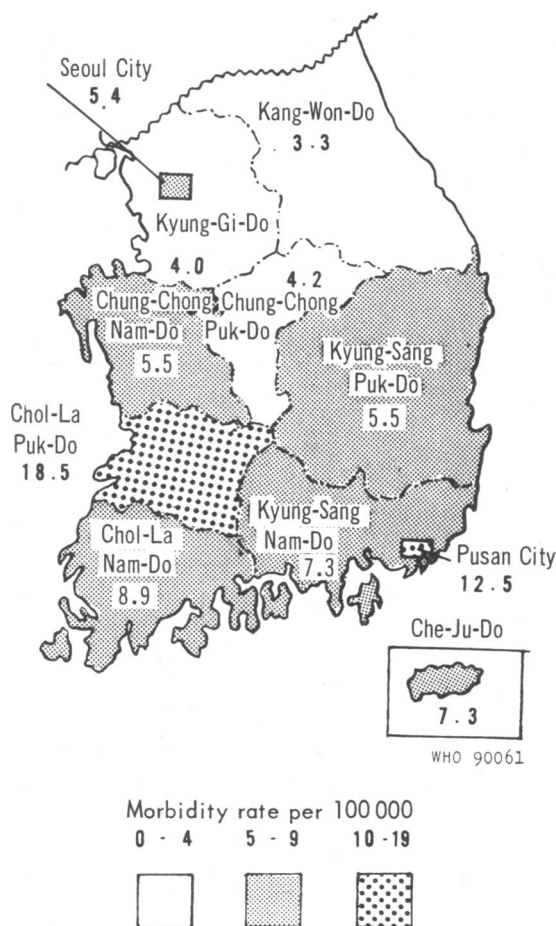 Seoul City
5.4
Kang-Won-Do
3.3
Kyung-Gi-Do
4.0
4.2
Chung-Chong
Nam-Do
5.5
Chung-Chong
Puk-Do
Kyung-Sang
Puk-Do
5.5
Chol-La
Puk-Do
18.5
Kyung-Sang
Nam-Do
7.3
Chol-La
Nam-Do
8.9
Pusan City
12.5
Che-Ju-Do
7.3
WHO 90061
Morbidity rate per 100 000
0 - 4 5 - 9 10 -19